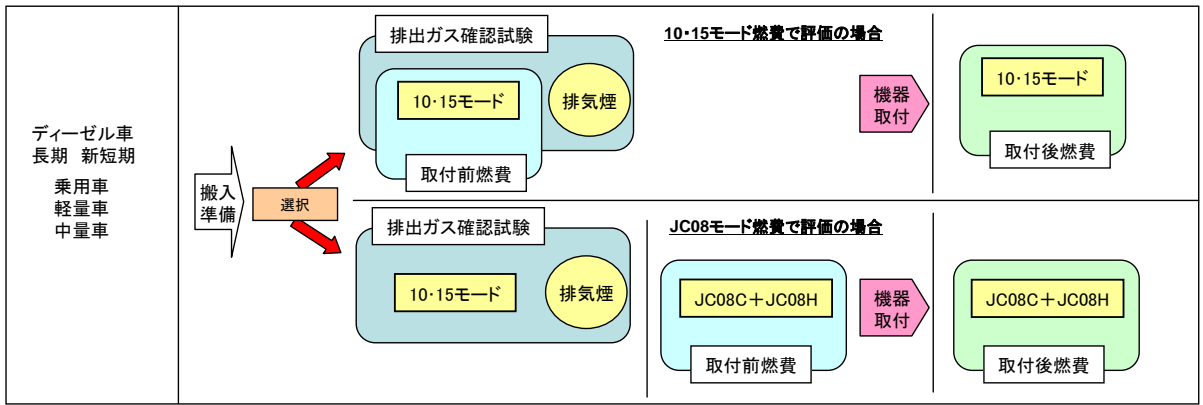 ディーゼル車
長期 新短期
乗用車
軽量車
中量車
搬入
準備
選択
排出ガス確認試験
10・15モード
排気煙
取付前燃費
10・15モード燃費で評価の場合
機器
取付
10・15モード
取付後燃費
排出ガス確認試験
10・15モード
排気煙
JC08モード燃費で評価の場合
JC08C＋JC08H
取付前燃費
機器
取付
JC08C＋JC08H
取付後燃費